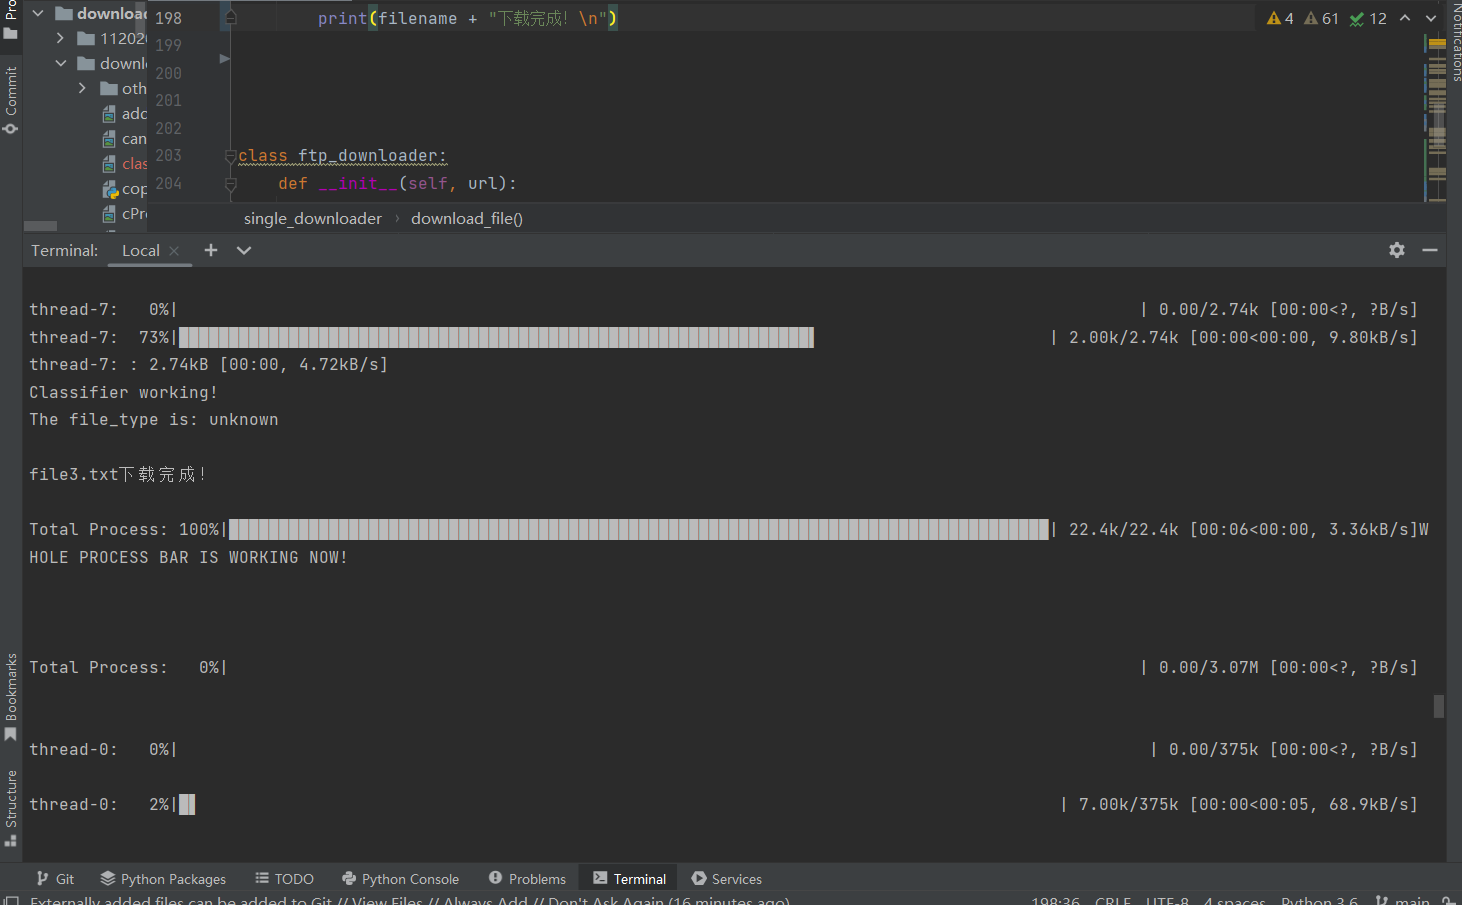 Pro
Commit
Bookmarks
Structure
downloa
11202
downl
oth
add
can
clas
cop
cPr
198 print(filename + "下载完成! \n")
199
200
201
202
203 class ftp_downloader:
204 def __init__(self, url):
4 61 12
Notifications
single_downloader › download_file()
Terminal: Local × +
thread-7: 0%| | 0.00/2.74k [00:00<?, ?B/s]
thread-7: 73%| | 2.00k/2.74k [00:00<00:00, 9.80kB/s]
thread-7: : 2.74kB [00:00, 4.72kB/s]
Classifier working!
The file_type is: unknown
file3.txt下载完成!
Total Process: 100%| | 22.4k/22.4k [00:06<00:00, 3.36kB/s]W
HOLE PROCESS BAR IS WORKING NOW!
Total Process: 0%| | 0.00/3.07M [00:00<?, ?B/s]
thread-0: 0%| | 0.00/375k [00:00<?, ?B/s]
thread-0: 2%| | 7.00k/375k [00:00<00:05, 68.9kB/s]
Git Python Packages TODO Python Console Problems Terminal Services
Externally added files can be added to Git // View Files // Always Add // Don't Ask Again (16 minutes ago) 198:36 CRLF UTF-8 4 spaces Python 3.6 main